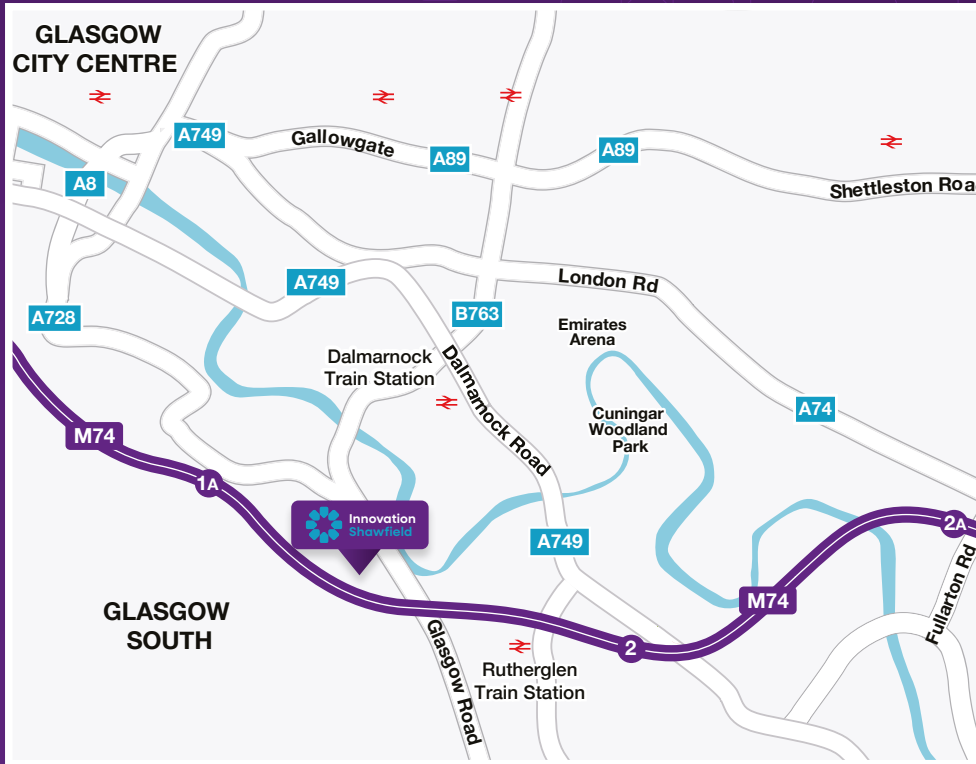 GLASGOW
CITY CENTRE
A749
Gallowgate
A89
A89
A8
Shettleston Roa
A749
London Rd
B763
A728
Emirates
Arena
Dalmarnock
Train Station
Dalmarnock Road
A74
Cuningar
Woodland
Park
M74
1A
Innovation
Shawfield
A749
2A
M74
Fullarton Rd
GLASGOW
SOUTH
Glasgow Road
2
Rutherglen
Train Station